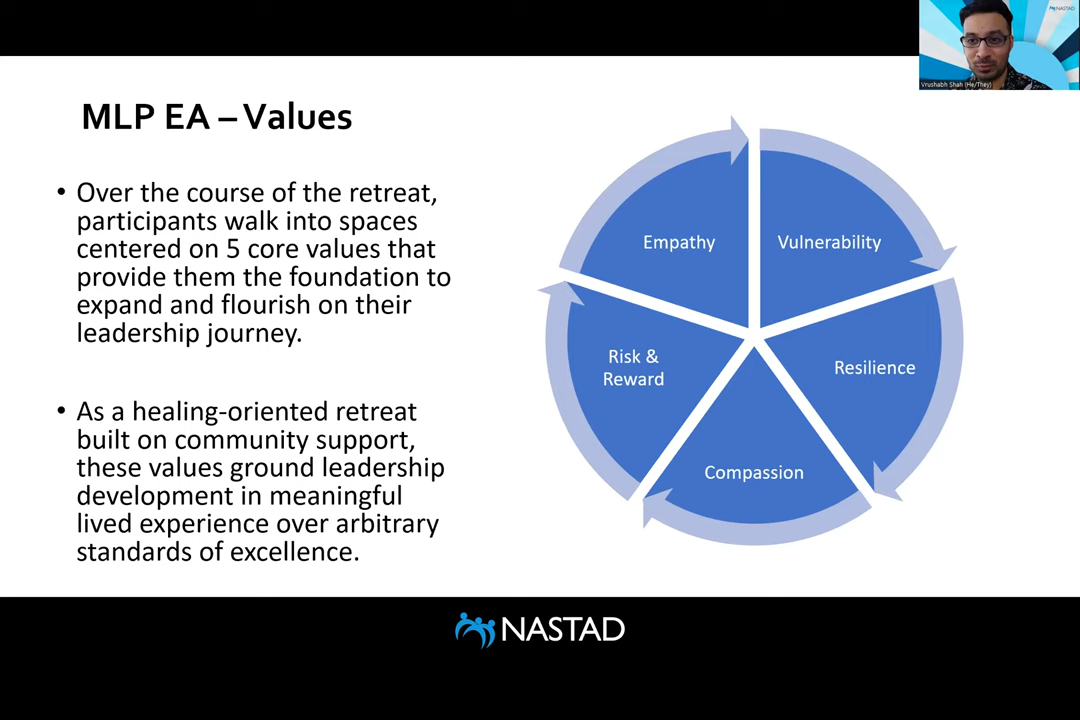 NASTAD
Vrushabh Shah (He/They)
MLP EA – Values
• Over the course of the retreat,
participants walk into spaces
centered on 5 core values that
provide them the foundation to
expand and flourish on their
leadership journey.
• As a healing-oriented retreat
built on community support,
these values ground leadership
development in meaningful
lived experience over arbitrary
standards of excellence.
Empathy
Vulnerability
Risk &
Reward
Resilience
Compassion
NASTAD